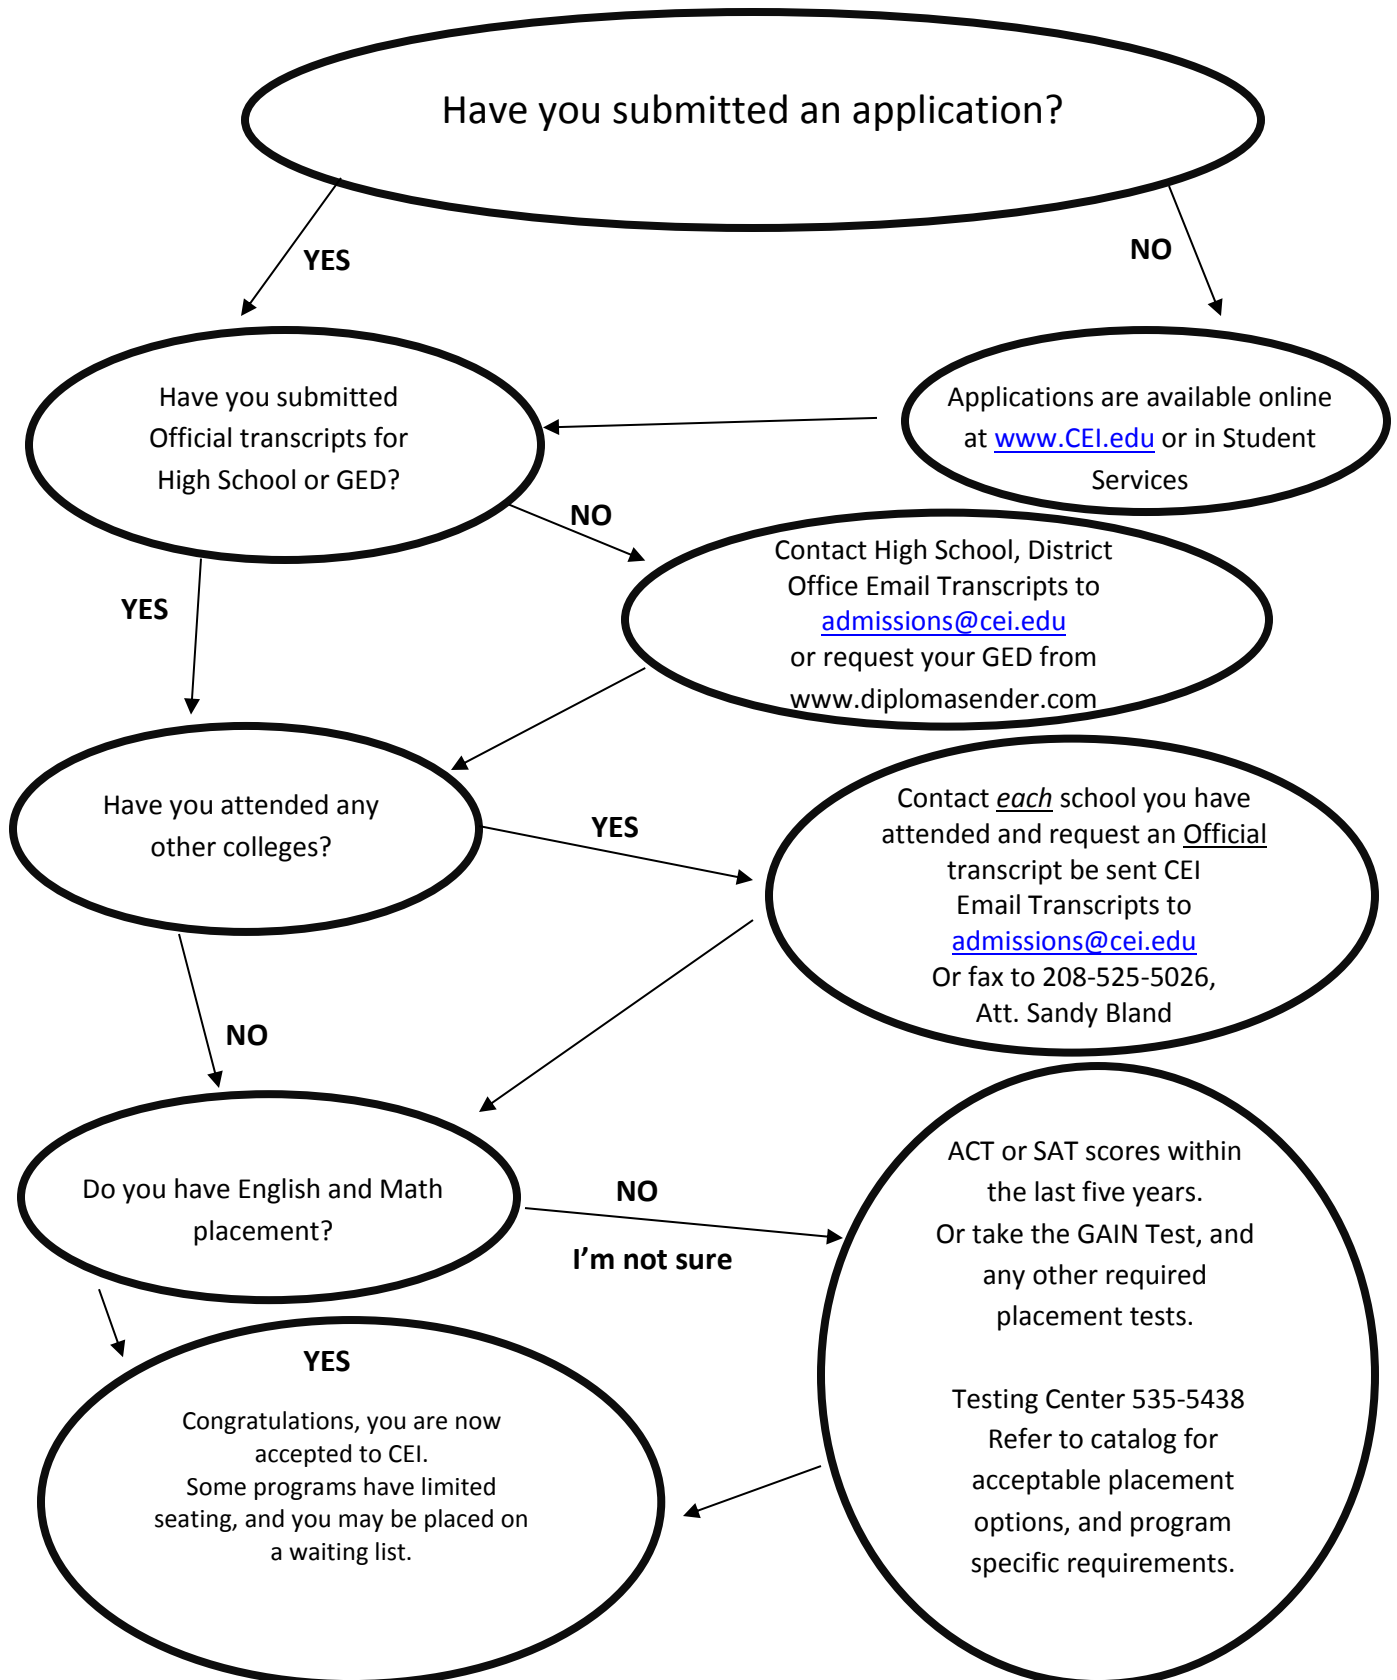 Have you submitted an application?
YES
NO
Have you submitted
Official transcripts for
High School or GED?
Applications are available online
at www.CEI.edu or in Student
Services
NO
Contact High School, District
Office Email Transcripts to
admissions@cei.edu
or request your GED from
www.diplomasender.com
YES
Have you attended any
other colleges?
YES
Contact each school you have
attended and request an Official
transcript be sent CEI
Email Transcripts to
admissions@cei.edu
Or fax to 208-525-5026,
Att. Sandy Bland
NO
Do you have English and Math
placement?
NO
I'm not sure
ACT or SAT scores within
the last five years.
Or take the GAIN Test, and
any other required
placement tests.
Testing Center 535-5438
Refer to catalog for
acceptable placement
options, and program
specific requirements.
YES
Congratulations, you are now
accepted to CEI.
Some programs have limited
seating, and you may be placed on
a waiting list.